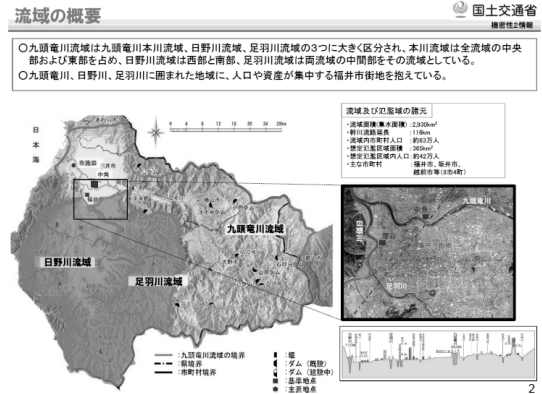 流域の概要
国土交通省
機密性2情報
○九頭竜川流域は九頭竜川本川流域、日野川流域、足羽川流域の3つに大きく区分され、本川流域は全流域の中央
部および東部を占め、日野川流域は西部と南部、足羽川流域は両流域の中間部をその流域としている。
○九頭竜川、日野川、足羽川に囲まれた地域に、人口や資産が集中する福井市街地を抱えている。
流域及び氾濫域の諸元
・流域面積(集水面積):2,930km²
・幹川流路延長 :116km
・流域内市町村人口 :約63万人
・想定氾濫区域面積 :365km²
・想定氾濫区域内人口:約42万人
・主な市町村 :福井市、坂井市、
越前市等(8市4町)
日本海
布施田
中角
福井
九頭竜川流域
日野川流域
足羽川流域
大野市
九頭竜川
日野川
足羽川
:九頭竜川流域の境界
:県境界
:市町村境界
:堰
:ダム(既設)
:ダム(建設中)
:基準地点
:主要地点
2